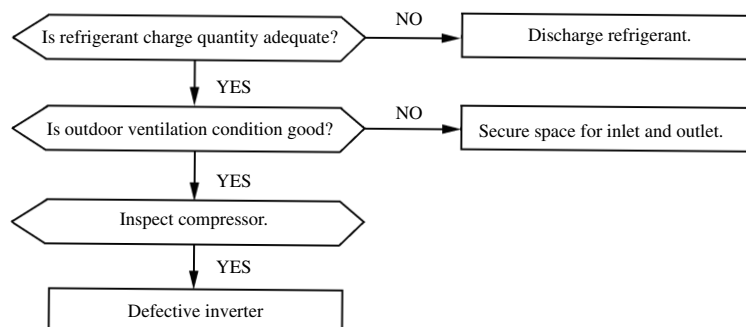 Is refrigerant charge quantity adequate?
NO
Discharge refrigerant.
YES
Is outdoor ventilation condition good?
NO
Secure space for inlet and outlet.
YES
Inspect compressor.
YES
Defective inverter